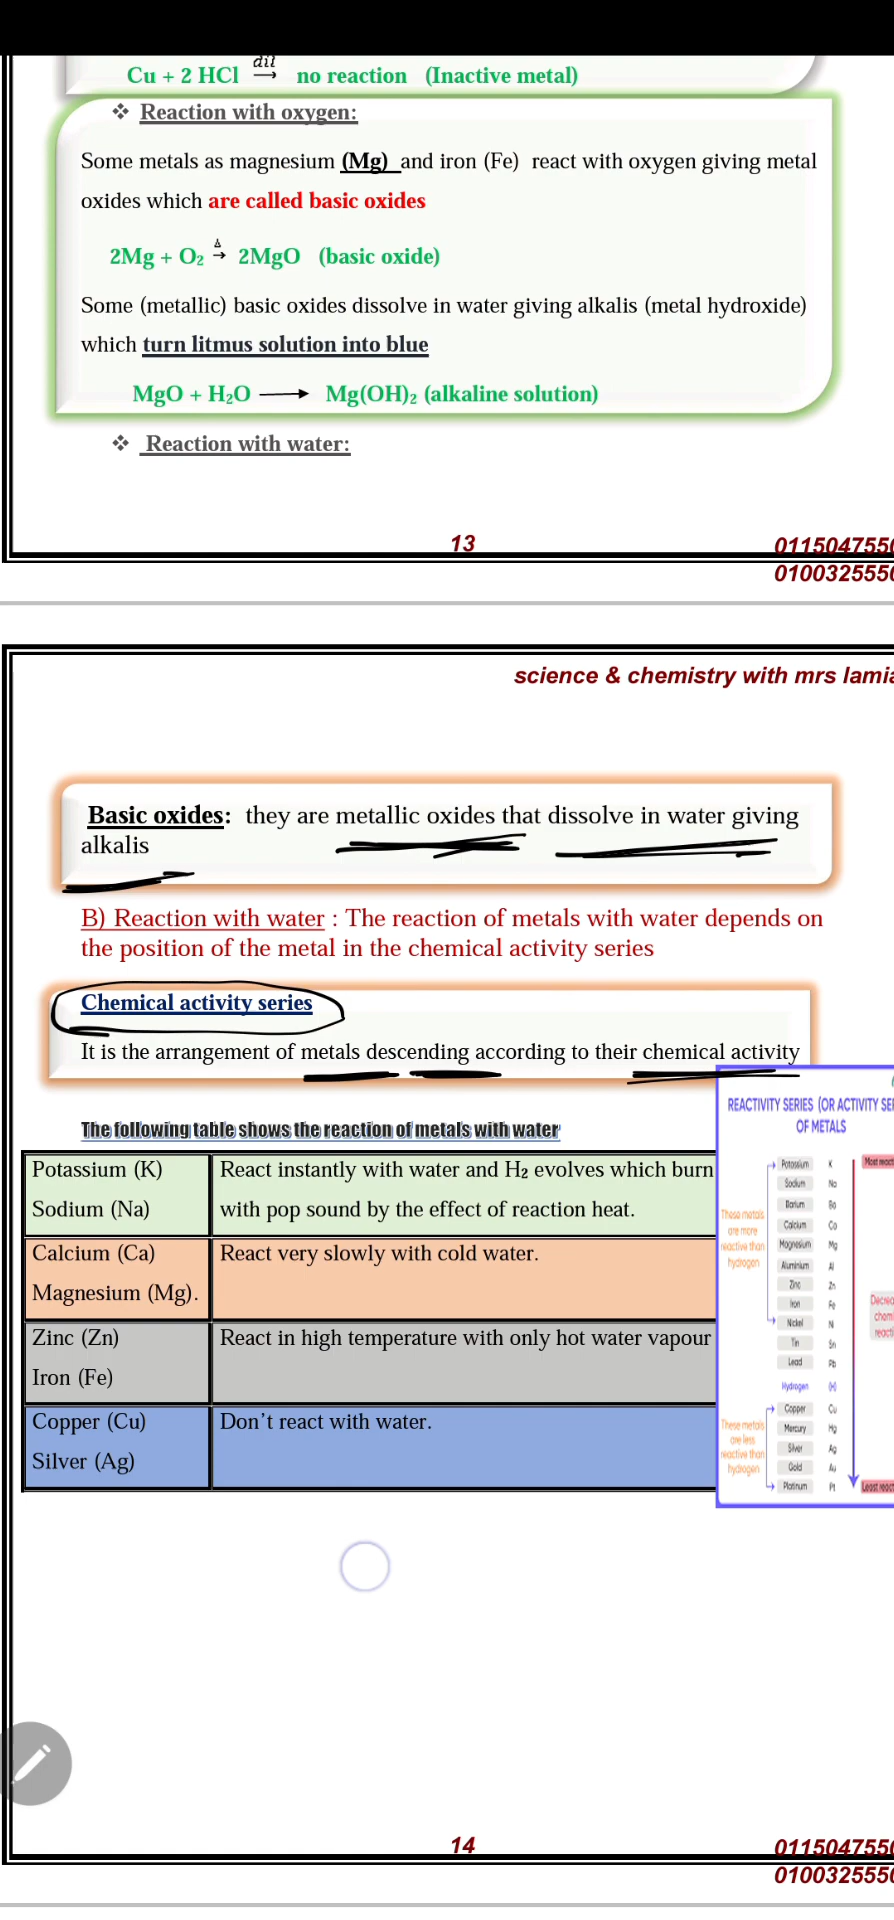 Cu + 2 HCl dil → no reaction (Inactive metal)
❖ Reaction with oxygen:
Some metals as magnesium (Mg) and iron (Fe) react with oxygen giving metal
oxides which are called basic oxides
2Mg + O₂ Δ→ 2MgO (basic oxide)
Some (metallic) basic oxides dissolve in water giving alkalis (metal hydroxide)
which turn litmus solution into blue
MgO + H₂O ⟶ Mg(OH)₂ (alkaline solution)
❖ Reaction with water:
13
011504755
010032555
science & chemistry with mrs lami
Basic oxides: they are metallic oxides that dissolve in water giving
alkalis
B) Reaction with water : The reaction of metals with water depends on
the position of the metal in the chemical activity series
Chemical activity series
It is the arrangement of metals descending according to their chemical activity
The following table shows the reaction of metals with water
Potassium (K)
Sodium (Na)
React instantly with water and H₂ evolves which burn
with pop sound by the effect of reaction heat.
Calcium (Ca)
Magnesium (Mg).
React very slowly with cold water.
Zinc (Zn)
Iron (Fe)
React in high temperature with only hot water vapour
Copper (Cu)
Silver (Ag)
Don't react with water.
REACTIVITY SERIES (OR ACTIVITY SE
OF METALS
Most react
These metals
are more
reactive than
hydrogen
Potassium K
Sodium Na
Barium Ba
Calcium Ca
Magnesium Mg
Aluminium Al
Zinc Zn
Iron Fe
Nickel N
Tin Sn
Lead Pb
Hydrogen (H)
Decrea
chem
reacti
These metals
are less
reactive than
hydrogen
Copper Cu
Mercury Hg
Silver Ag
Gold Au
Platinum Pt
Least react
14
011504755
010032555